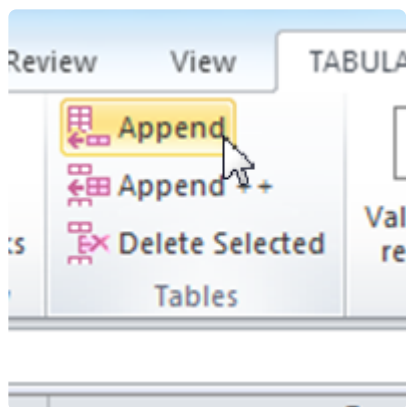 Review View TABULA
Append
Append ++
Delete Selected
Tables
Val
re